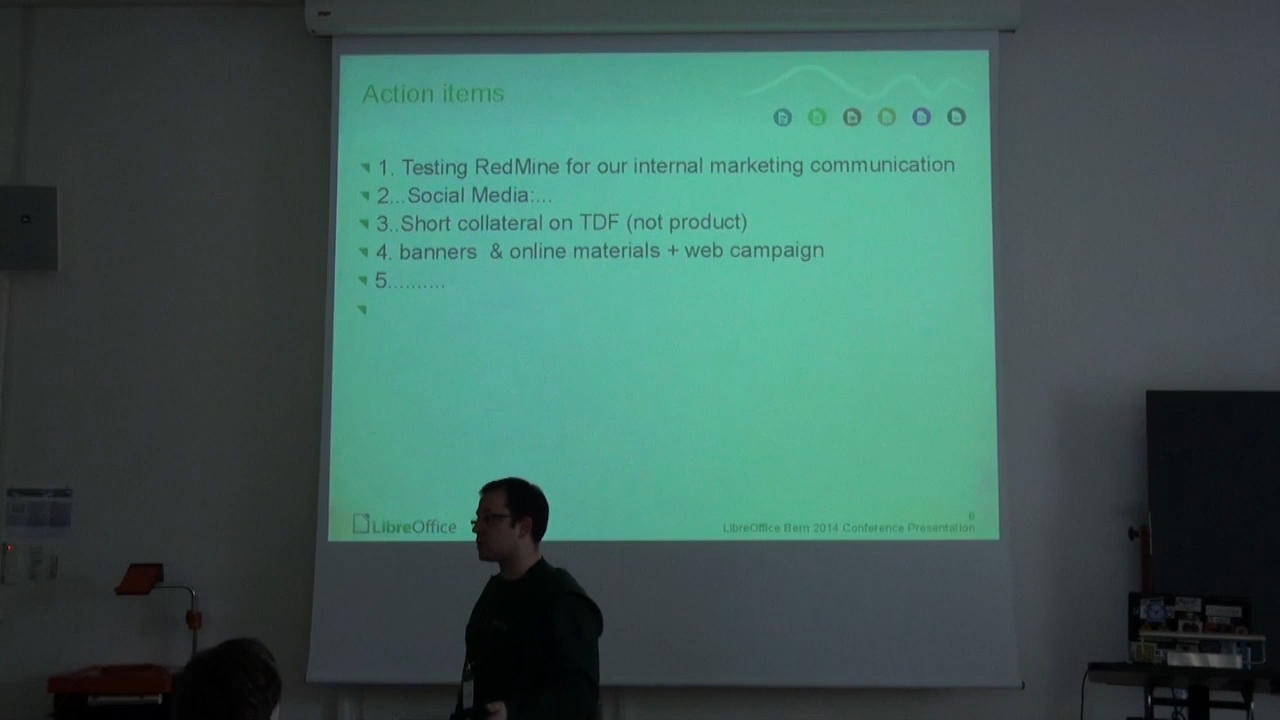 Action items
1. Testing RedMine for our internal marketing communication
2...Social Media:...
3..Short collateral on TDF (not product)
4. banners & online materials + web campaign
5..........
6
LibreOffice
LibreOffice Bern 2014 Conference Presentation